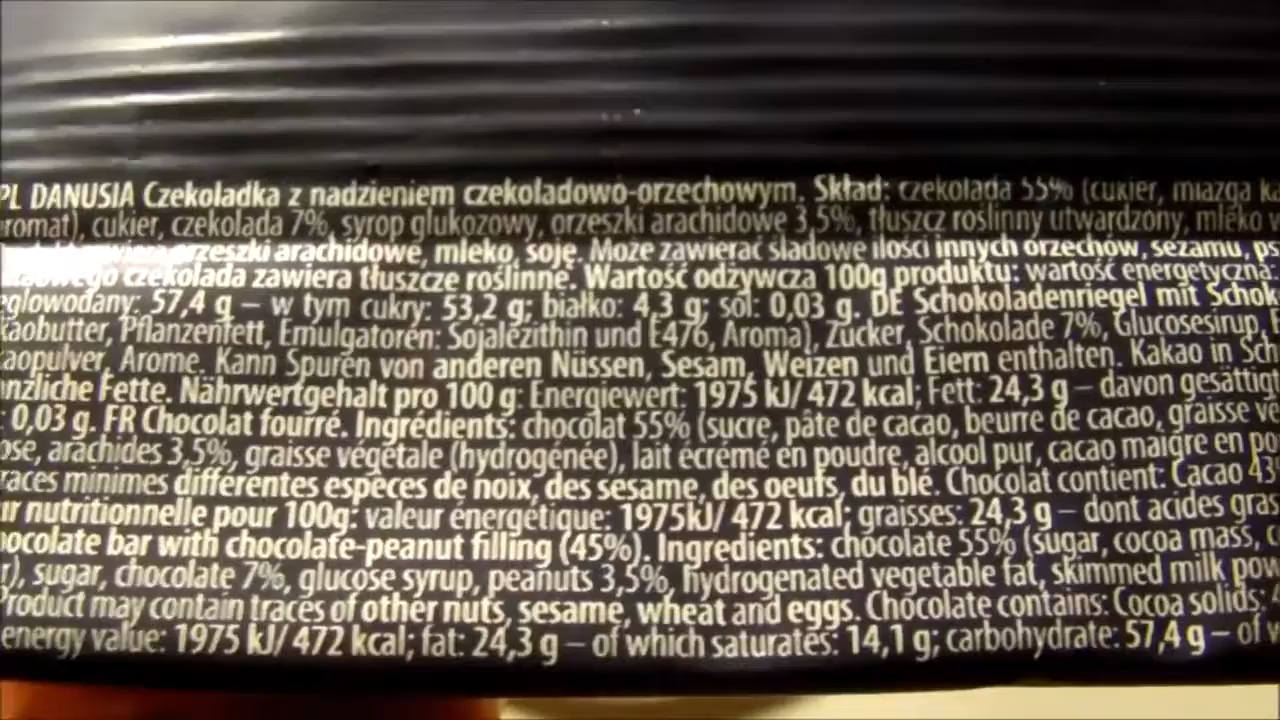 PL DANUSIA Czekoladka z nadzieniem czekoladowo-orzechowym. Skład: czekolada 55% (cukier, miazga ka
romat), cukier, czekolada 7%, syrop glukozowy, orzeszki arachidowe 3,5%, tłuszcz roślinny utwardzony, mleko w
orzeszki arachidowe, mleko, soję. Może zawierać śladowe ilości innych orzechów, sezamu, ps
czekolada zawiera tłuszcze roślinne. Wartość odżywcza 100g produktu: wartość energetyczna:
ęglowodany: 57,4 g – w tym cukry: 53,2 g; białko: 4,3 g; sól: 0,03 g. DE Schokoladenriegel mit Schok
kaobutter, Pflanzenfett, Emulgatoren: Sojalezithin und E476, Aroma), Zucker, Schokolade 7%, Glucosesirup,
kaopulver, Arome. Kann Spuren von anderen Nüssen, Sesam, Weizen und Eiern enthalten. Kakao in Sch
nzliche Fette. Nährwertgehalt pro 100 g: Energiewert: 1975 kJ/ 472 kcal; Fett: 24,3 g – davon gesättigt
: 0,03 g. FR Chocolat fourré. Ingrédients: chocolat 55% (sucre, pâte de cacao, beurre de cacao, graisse vé
ose, arachides 3,5%, graisse végétale (hydrogénée), lait écrémé en poudre, alcool pur, cacao maigre en po
races minimes différentes espèces de noix, des sésame, des oeufs, du blé. Chocolat contient: Cacao 43
ur nutritionnelle pour 100g: valeur énergétique: 1975kJ/ 472 kcal; graisses: 24,3 g – dont acides gras
ocolate bar with chocolate-peanut filling (45%). Ingredients: chocolate 55% (sugar, cocoa mass, c
r), sugar, chocolate 7%, glucose syrup, peanuts 3,5%, hydrogenated vegetable fat, skimmed milk pow
Product may contain traces of other nuts, sesame, wheat and eggs. Chocolate contains: Cocoa solids: 4
energy value: 1975 kJ/ 472 kcal; fat: 24,3 g – of which saturates: 14,1 g; carbohydrate: 57,4 g – of w